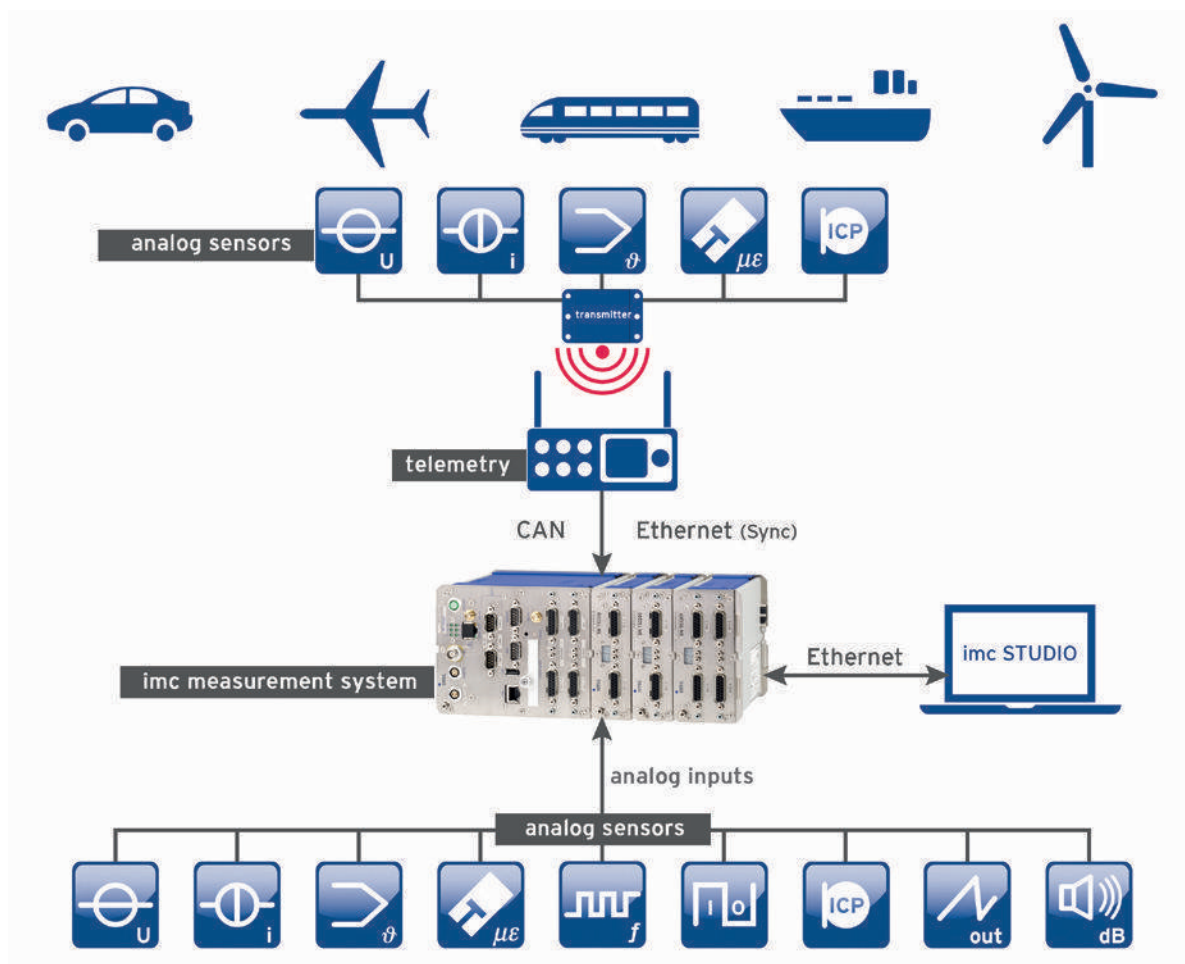 analog sensors
U
i
ϑ
με
ICP
transmitter
telemetry
CAN
Ethernet (Sync)
imc measurement system
Ethernet
imc STUDIO
analog inputs
analog sensors
U
i
ϑ
με
f
I O
ICP
out
dB